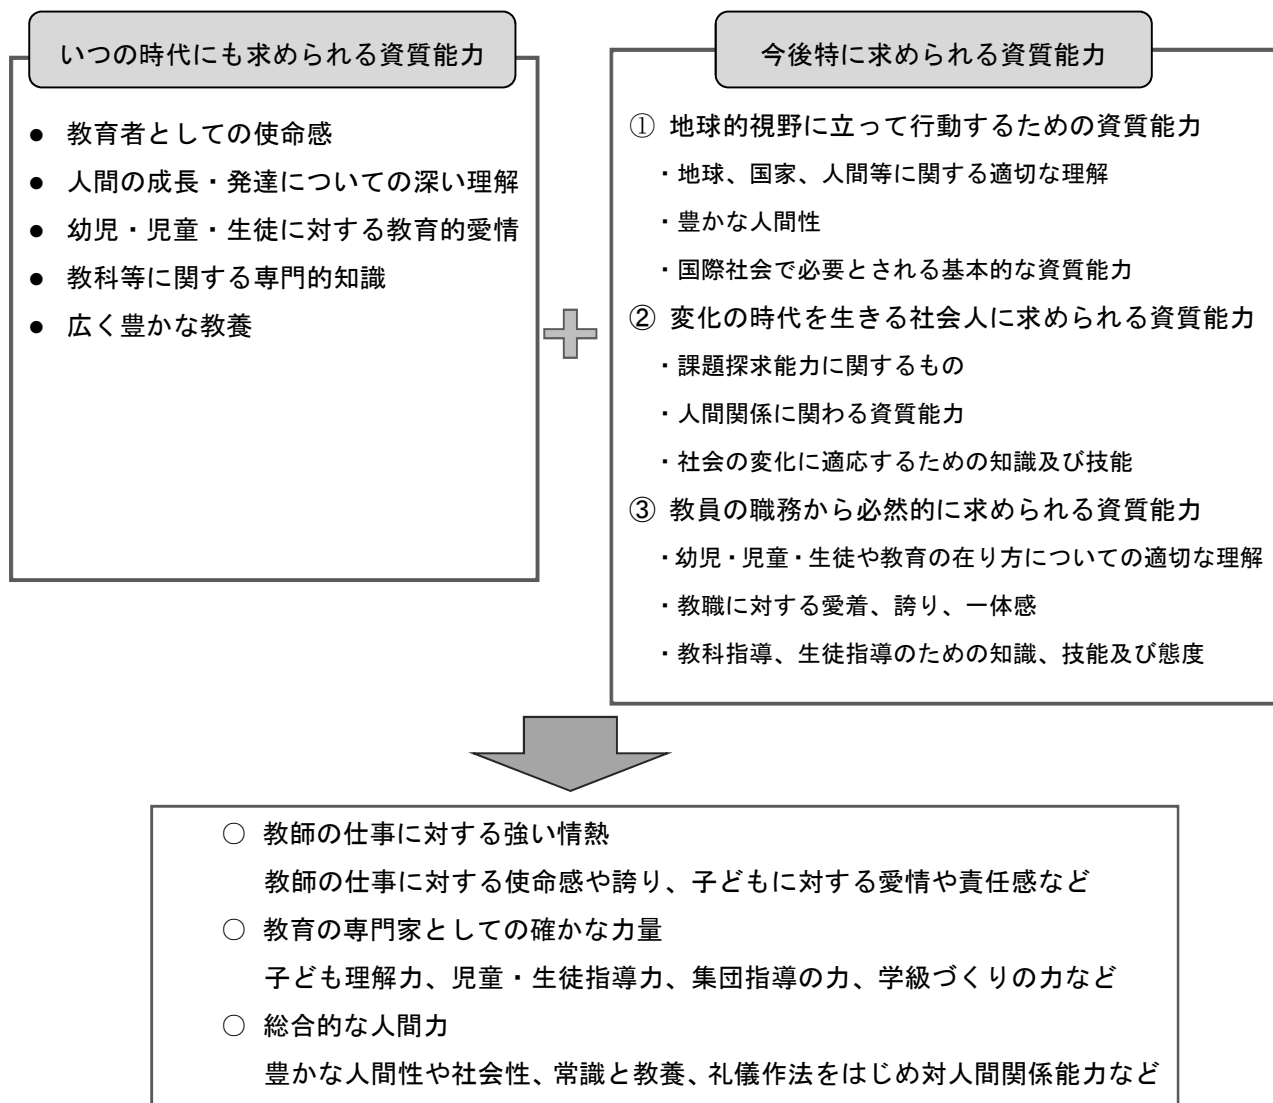 いつの時代にも求められる資質能力
● 教育者としての使命感
● 人間の成長・発達についての深い理解
● 幼児・児童・生徒に対する教育的愛情
● 教科等に関する専門的知識
● 広く豊かな教養
今後特に求められる資質能力
① 地球的視野に立って行動するための資質能力
・地球、国家、人間等に関する適切な理解
・豊かな人間性
・国際社会で必要とされる基本的な資質能力
② 変化の時代を生きる社会人に求められる資質能力
・課題探求能力に関するもの
・人間関係に関わる資質能力
・社会の変化に適応するための知識及び技能
③ 教員の職務から必然的に求められる資質能力
・幼児・児童・生徒や教育の在り方についての適切な理解
・教職に対する愛着、誇り、一体感
・教科指導、生徒指導のための知識、技能及び態度
○ 教師の仕事に対する強い情熱
教師の仕事に対する使命感や誇り、子どもに対する愛情や責任感など
○ 教育の専門家としての確かな力量
子ども理解力、児童・生徒指導力、集団指導の力、学級づくりの力など
○ 総合的な人間力
豊かな人間性や社会性、常識と教養、礼儀作法をはじめ対人間関係能力など